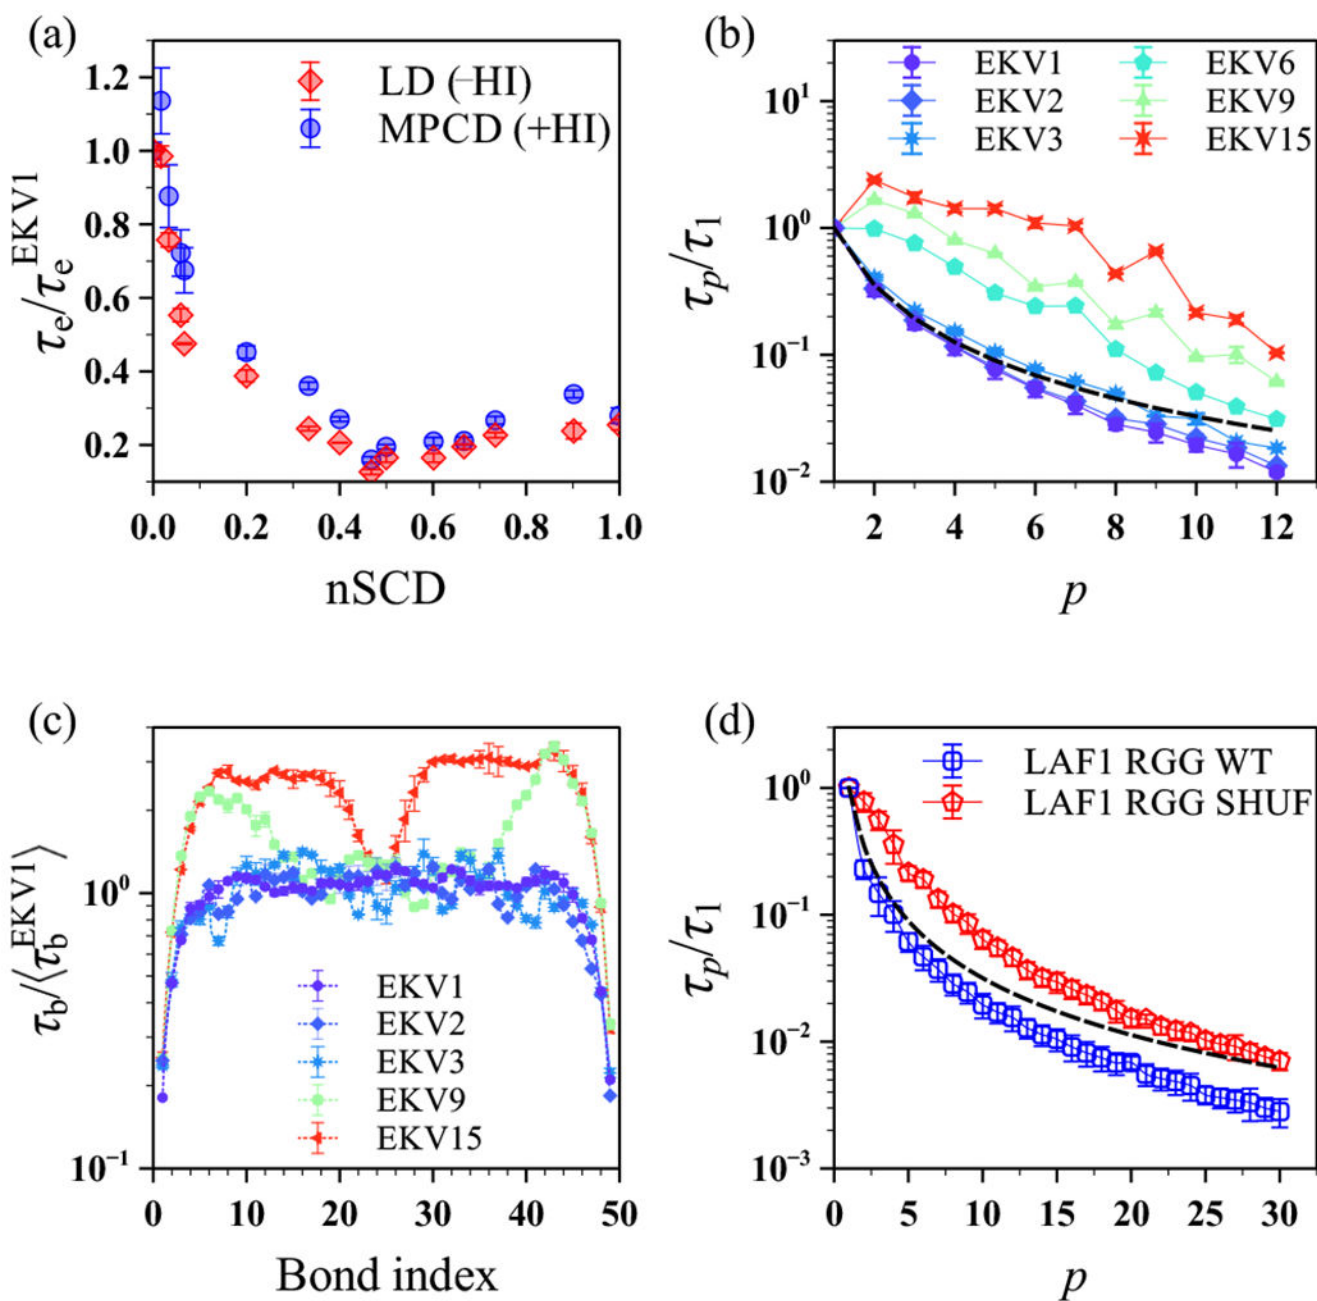 (a)
LD (−HI)
MPCD (+HI)
1.2
1.0
0.8
0.6
0.4
0.2
τe/τe^EKV1
0.0 0.2 0.4 0.6 0.8 1.0
nSCD
(b)
EKV1
EKV2
EKV3
EKV6
EKV9
EKV15
10^1
10^0
10^-1
10^-2
τp/τ1
2 4 6 8 10 12
p
(c)
10^0
10^-1
τb/⟨τb^EKV1⟩
EKV1
EKV2
EKV3
EKV9
EKV15
0 10 20 30 40 50
Bond index
(d)
LAF1 RGG WT
LAF1 RGG SHUF
10^0
10^-1
10^-2
10^-3
τp/τ1
0 5 10 15 20 25 30
p